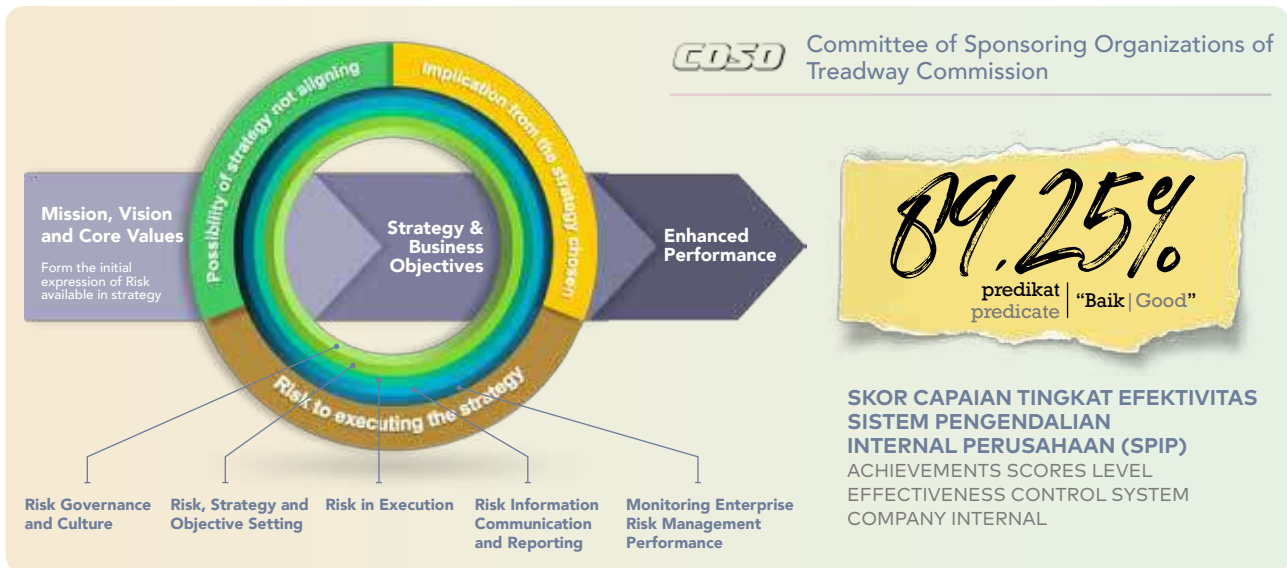 COSO
Committee of Sponsoring Organizations of
Treadway Commission
Possibility of strategy not aligning
Implication from the strategy chosen
Risk to executing the strategy
Mission, Vision
and Core Values
Form the initial
expression of Risk
available in strategy
Strategy &
Business
Objectives
Enhanced
Performance
Risk Governance
and Culture
Risk, Strategy and
Objective Setting
Risk in Execution
Risk Information
Communication
and Reporting
Monitoring Enterprise
Risk Management
Performance
89.25%
predikat
predicate
"Baik|Good"
SKOR CAPAIAN TINGKAT EFEKTIVITAS
SISTEM PENGENDALIAN
INTERNAL PERUSAHAAN (SPIP)
ACHIEVEMENTS SCORES LEVEL
EFFECTIVENESS CONTROL SYSTEM
COMPANY INTERNAL